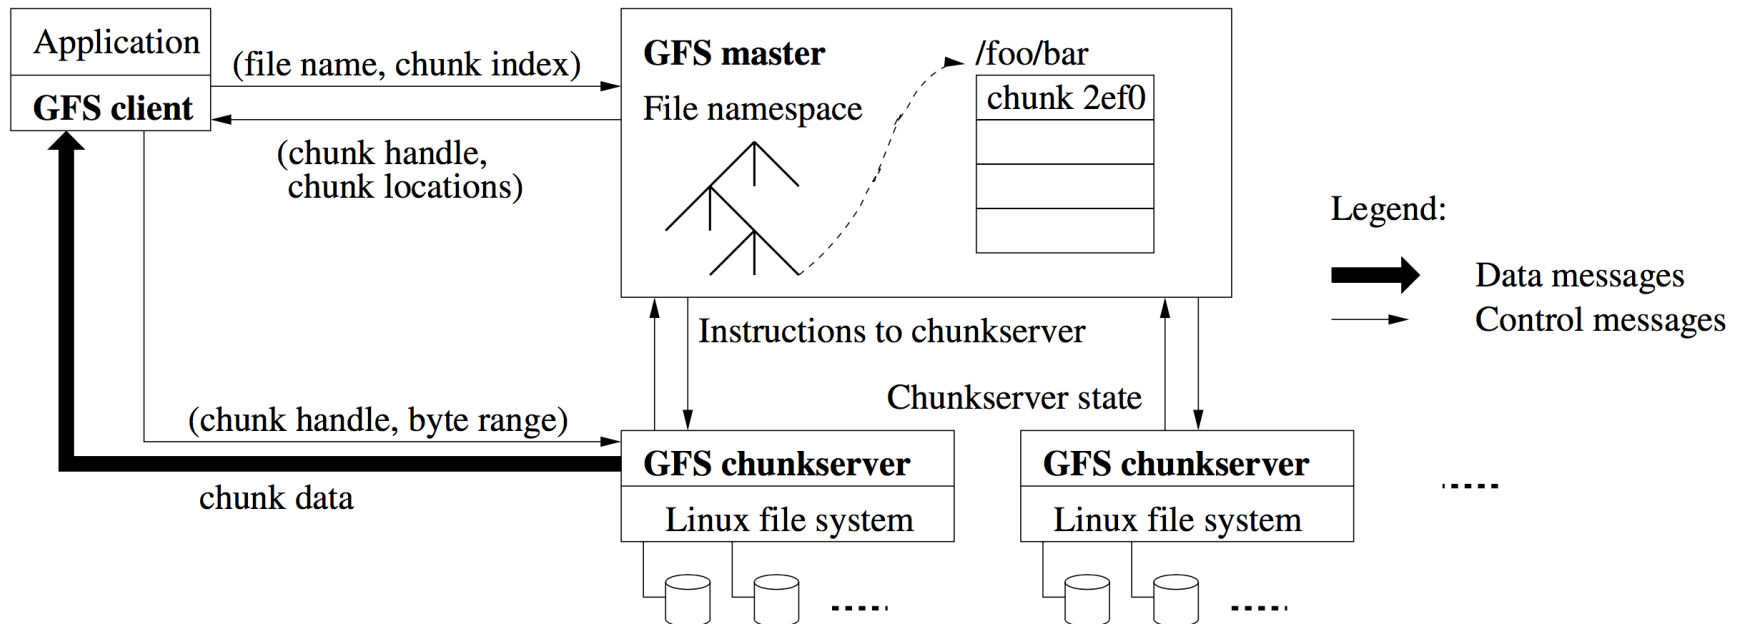 Application
GFS client
(file name, chunk index)
(chunk handle,
chunk locations)
GFS master
File namespace
/foo/bar
chunk 2ef0
Legend:
Data messages
Control messages
Instructions to chunkserver
Chunkserver state
(chunk handle, byte range)
chunk data
GFS chunkserver
Linux file system
GFS chunkserver
Linux file system